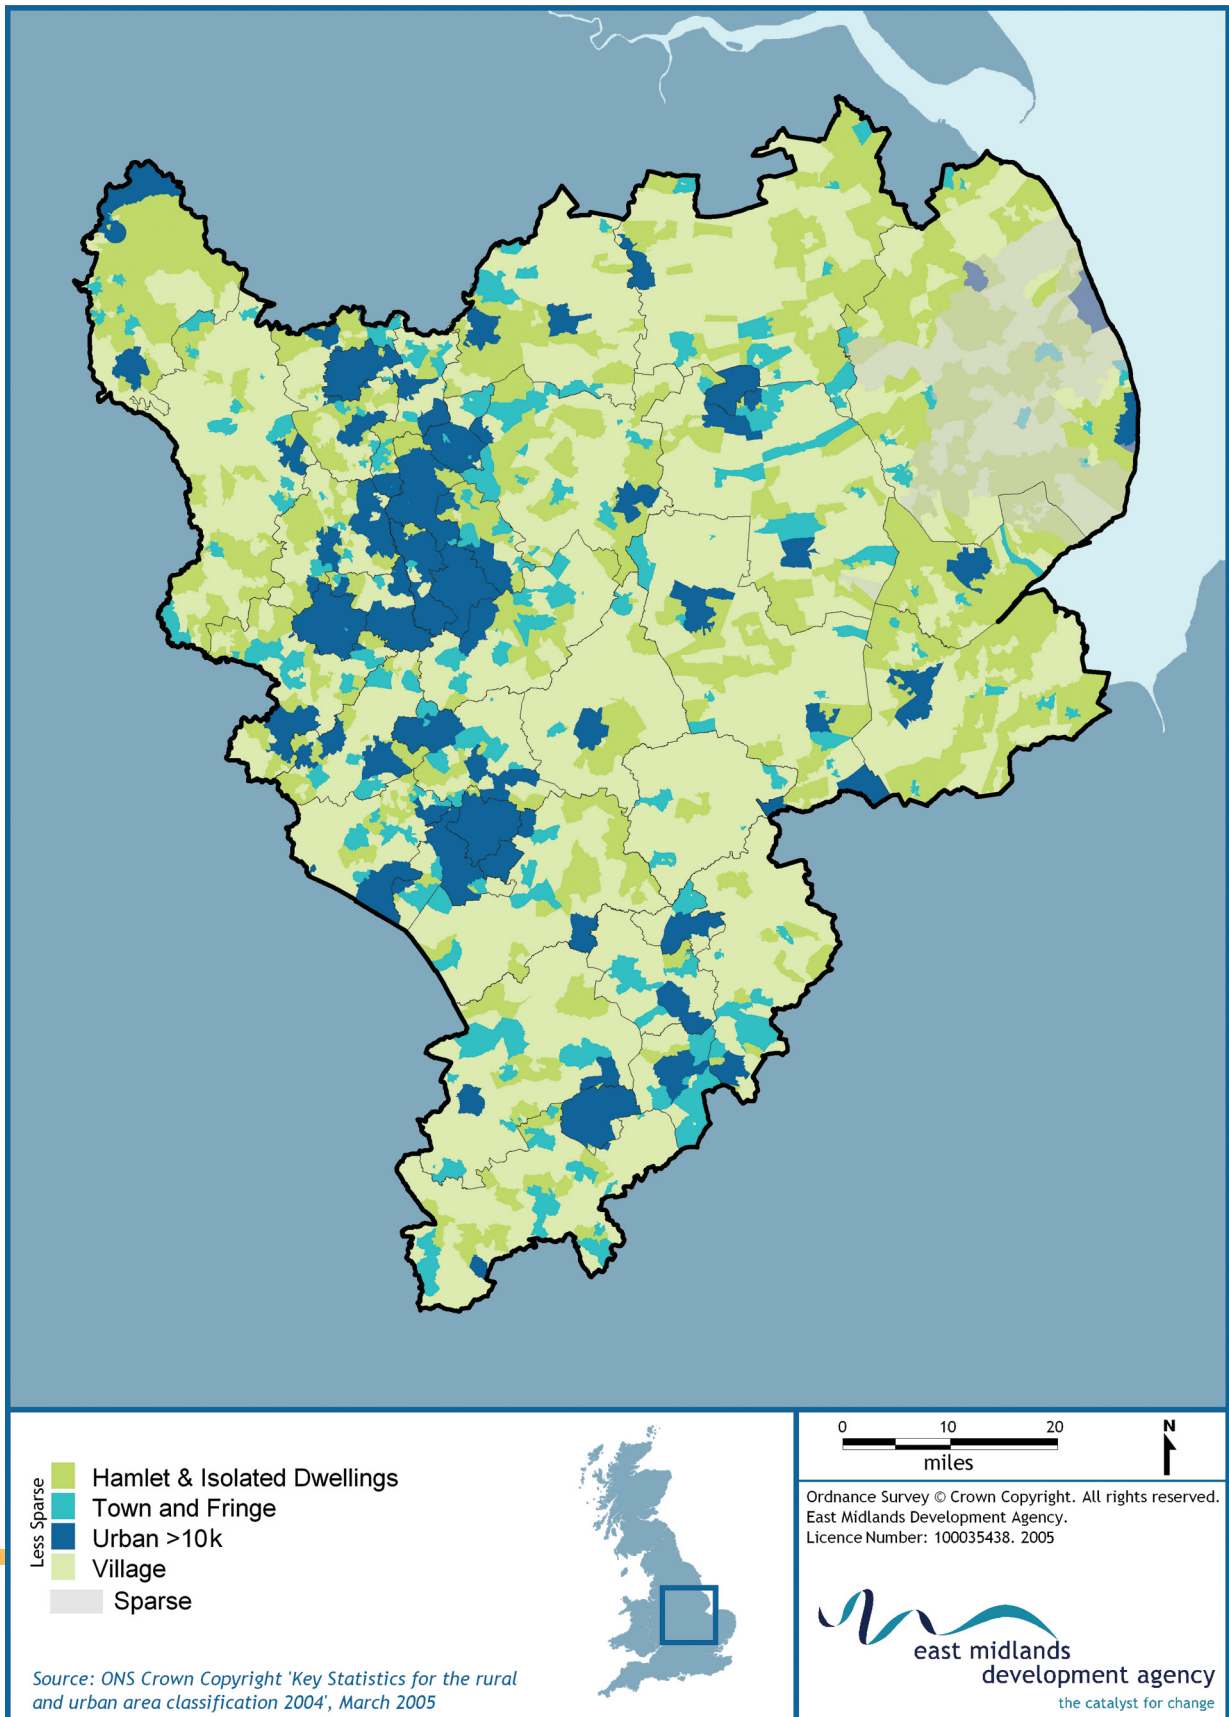 Less Sparse
Hamlet & Isolated Dwellings
Town and Fringe
Urban >10k
Village
Sparse
Source: ONS Crown Copyright 'Key Statistics for the rural
and urban area classification 2004', March 2005
0 10 20
miles
N
Ordnance Survey © Crown Copyright. All rights reserved.
East Midlands Development Agency.
Licence Number: 100035438. 2005
east midlands
development agency
the catalyst for change